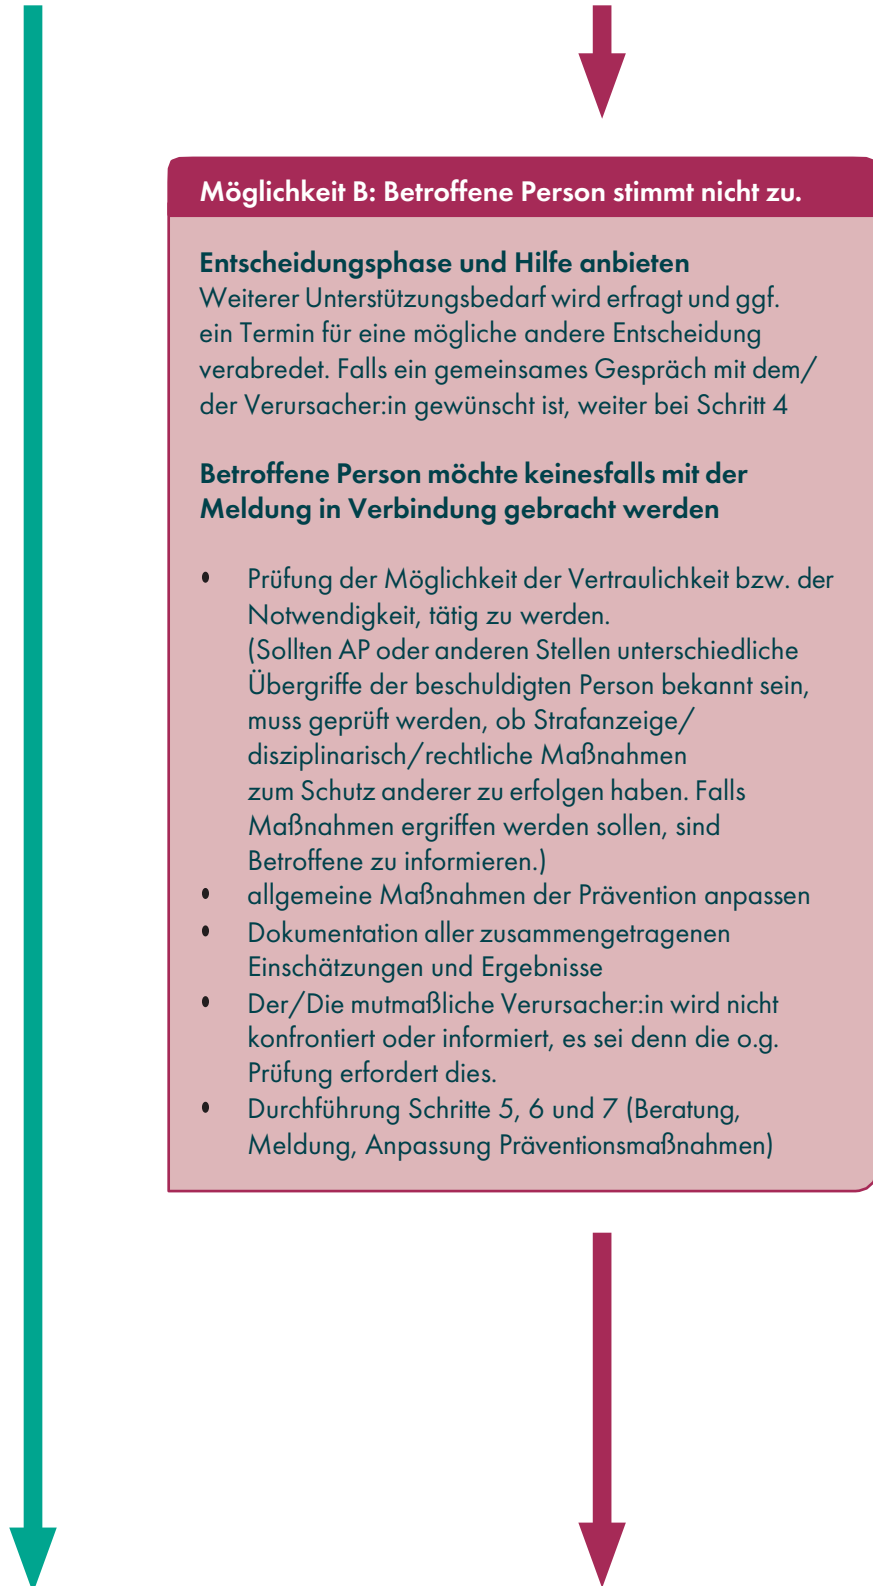 Möglichkeit B: Betroffene Person stimmt nicht zu.
Entscheidungsphase und Hilfe anbieten
Weiterer Unterstützungsbedarf wird erfragt und ggf.
ein Termin für eine mögliche andere Entscheidung
verabredet. Falls ein gemeinsames Gespräch mit dem/
der Verursacher:in gewünscht ist, weiter bei Schritt 4
Betroffene Person möchte keinesfalls mit der
Meldung in Verbindung gebracht werden
• Prüfung der Möglichkeit der Vertraulichkeit bzw. der
Notwendigkeit, tätig zu werden.
(Sollten AP oder anderen Stellen unterschiedliche
Übergriffe der beschuldigten Person bekannt sein,
muss geprüft werden, ob Strafanzeige/
disziplinarisch/rechtliche Maßnahmen
zum Schutz anderer zu erfolgen haben. Falls
Maßnahmen ergriffen werden sollen, sind
Betroffene zu informieren.)
• allgemeine Maßnahmen der Prävention anpassen
• Dokumentation aller zusammengetragenen
Einschätzungen und Ergebnisse
• Der/Die mutmaßliche Verursacher:in wird nicht
konfrontiert oder informiert, es sei denn die o.g.
Prüfung erfordert dies.
• Durchführung Schritte 5, 6 und 7 (Beratung,
Meldung, Anpassung Präventionsmaßnahmen)